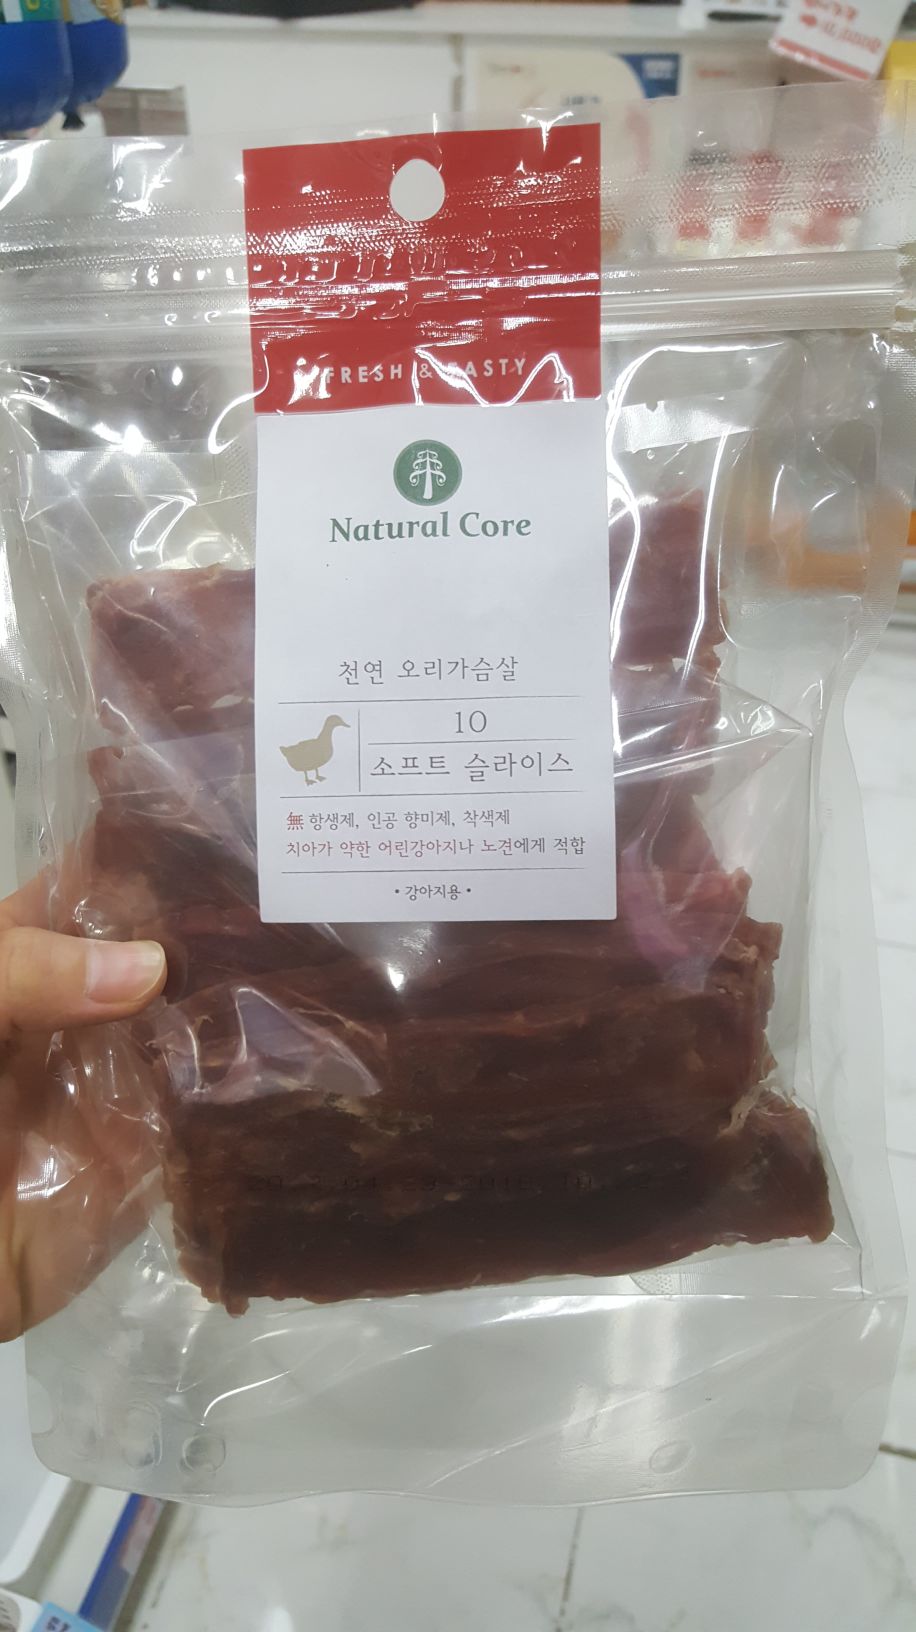 FRESH & TASTY
Natural Core
천연 오리가슴살
10
소프트 슬라이스
無 항생제, 인공 향미제, 착색제
치아가 약한 어린강아지나 노견에게 적합
• 강아지용 •